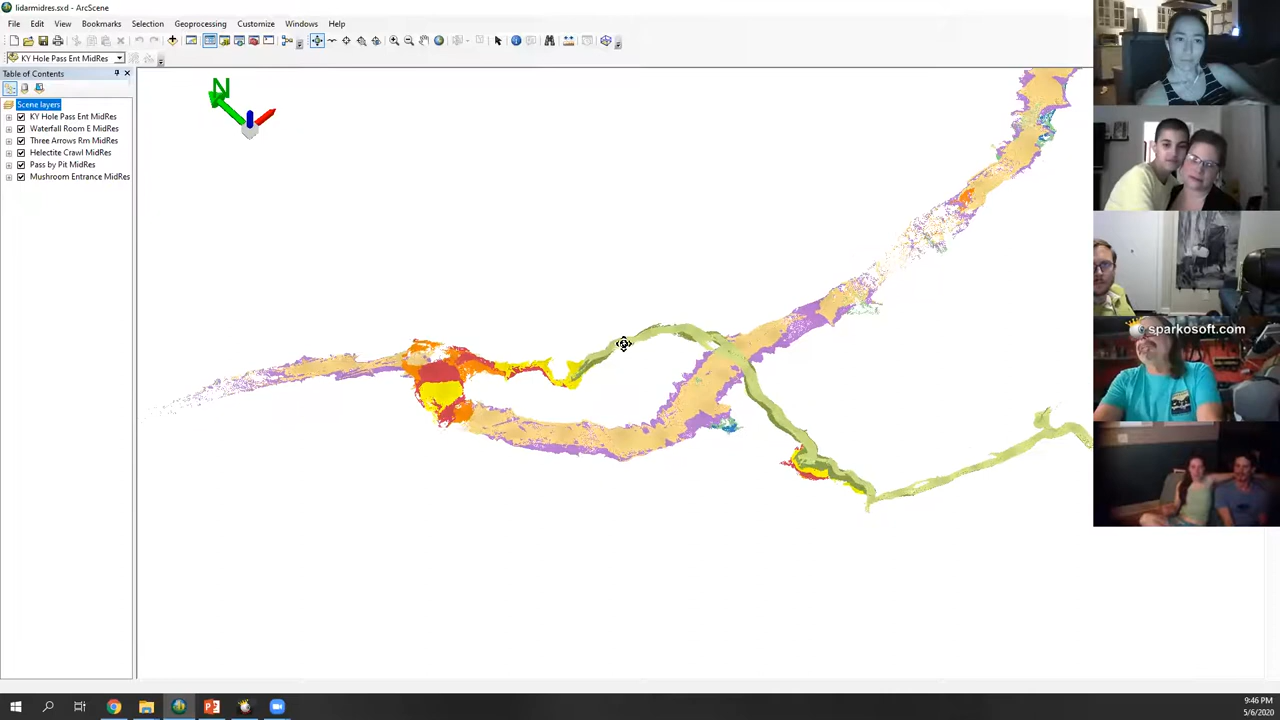 lidarmidres.sxd - ArcScene
File Edit View Bookmarks Selection Geoprocessing Customize Windows Help
KY Hole Pass Ent MidRes
Table of Contents
Scene layers
KY Hole Pass Ent MidRes
Waterfall Room E MidRes
Three Arrows Rm MidRes
Helectite Crawl MidRes
Pass by Pit MidRes
Mushroom Entrance MidRes
N
sparkosoft.com
9:46 PM
5/6/2020